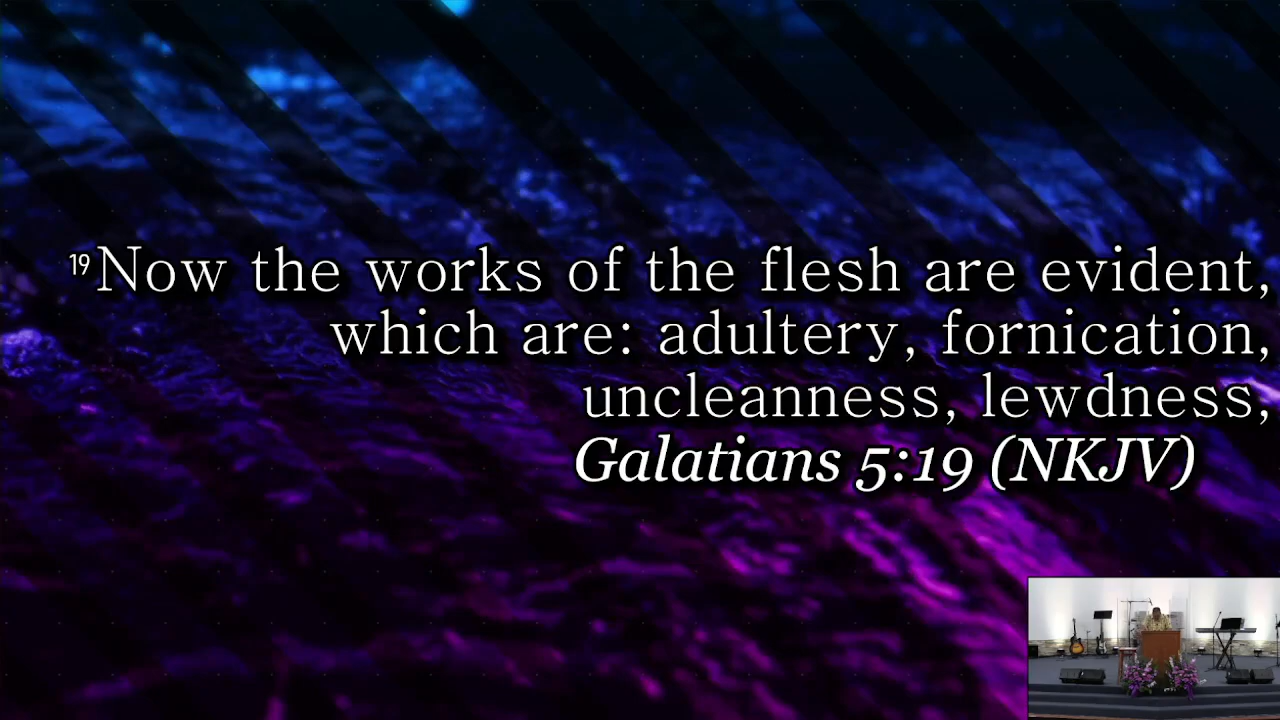 19Now the works of the flesh are evident,
which are: adultery, fornication,
uncleanness, lewdness,
Galatians 5:19 (NKJV)